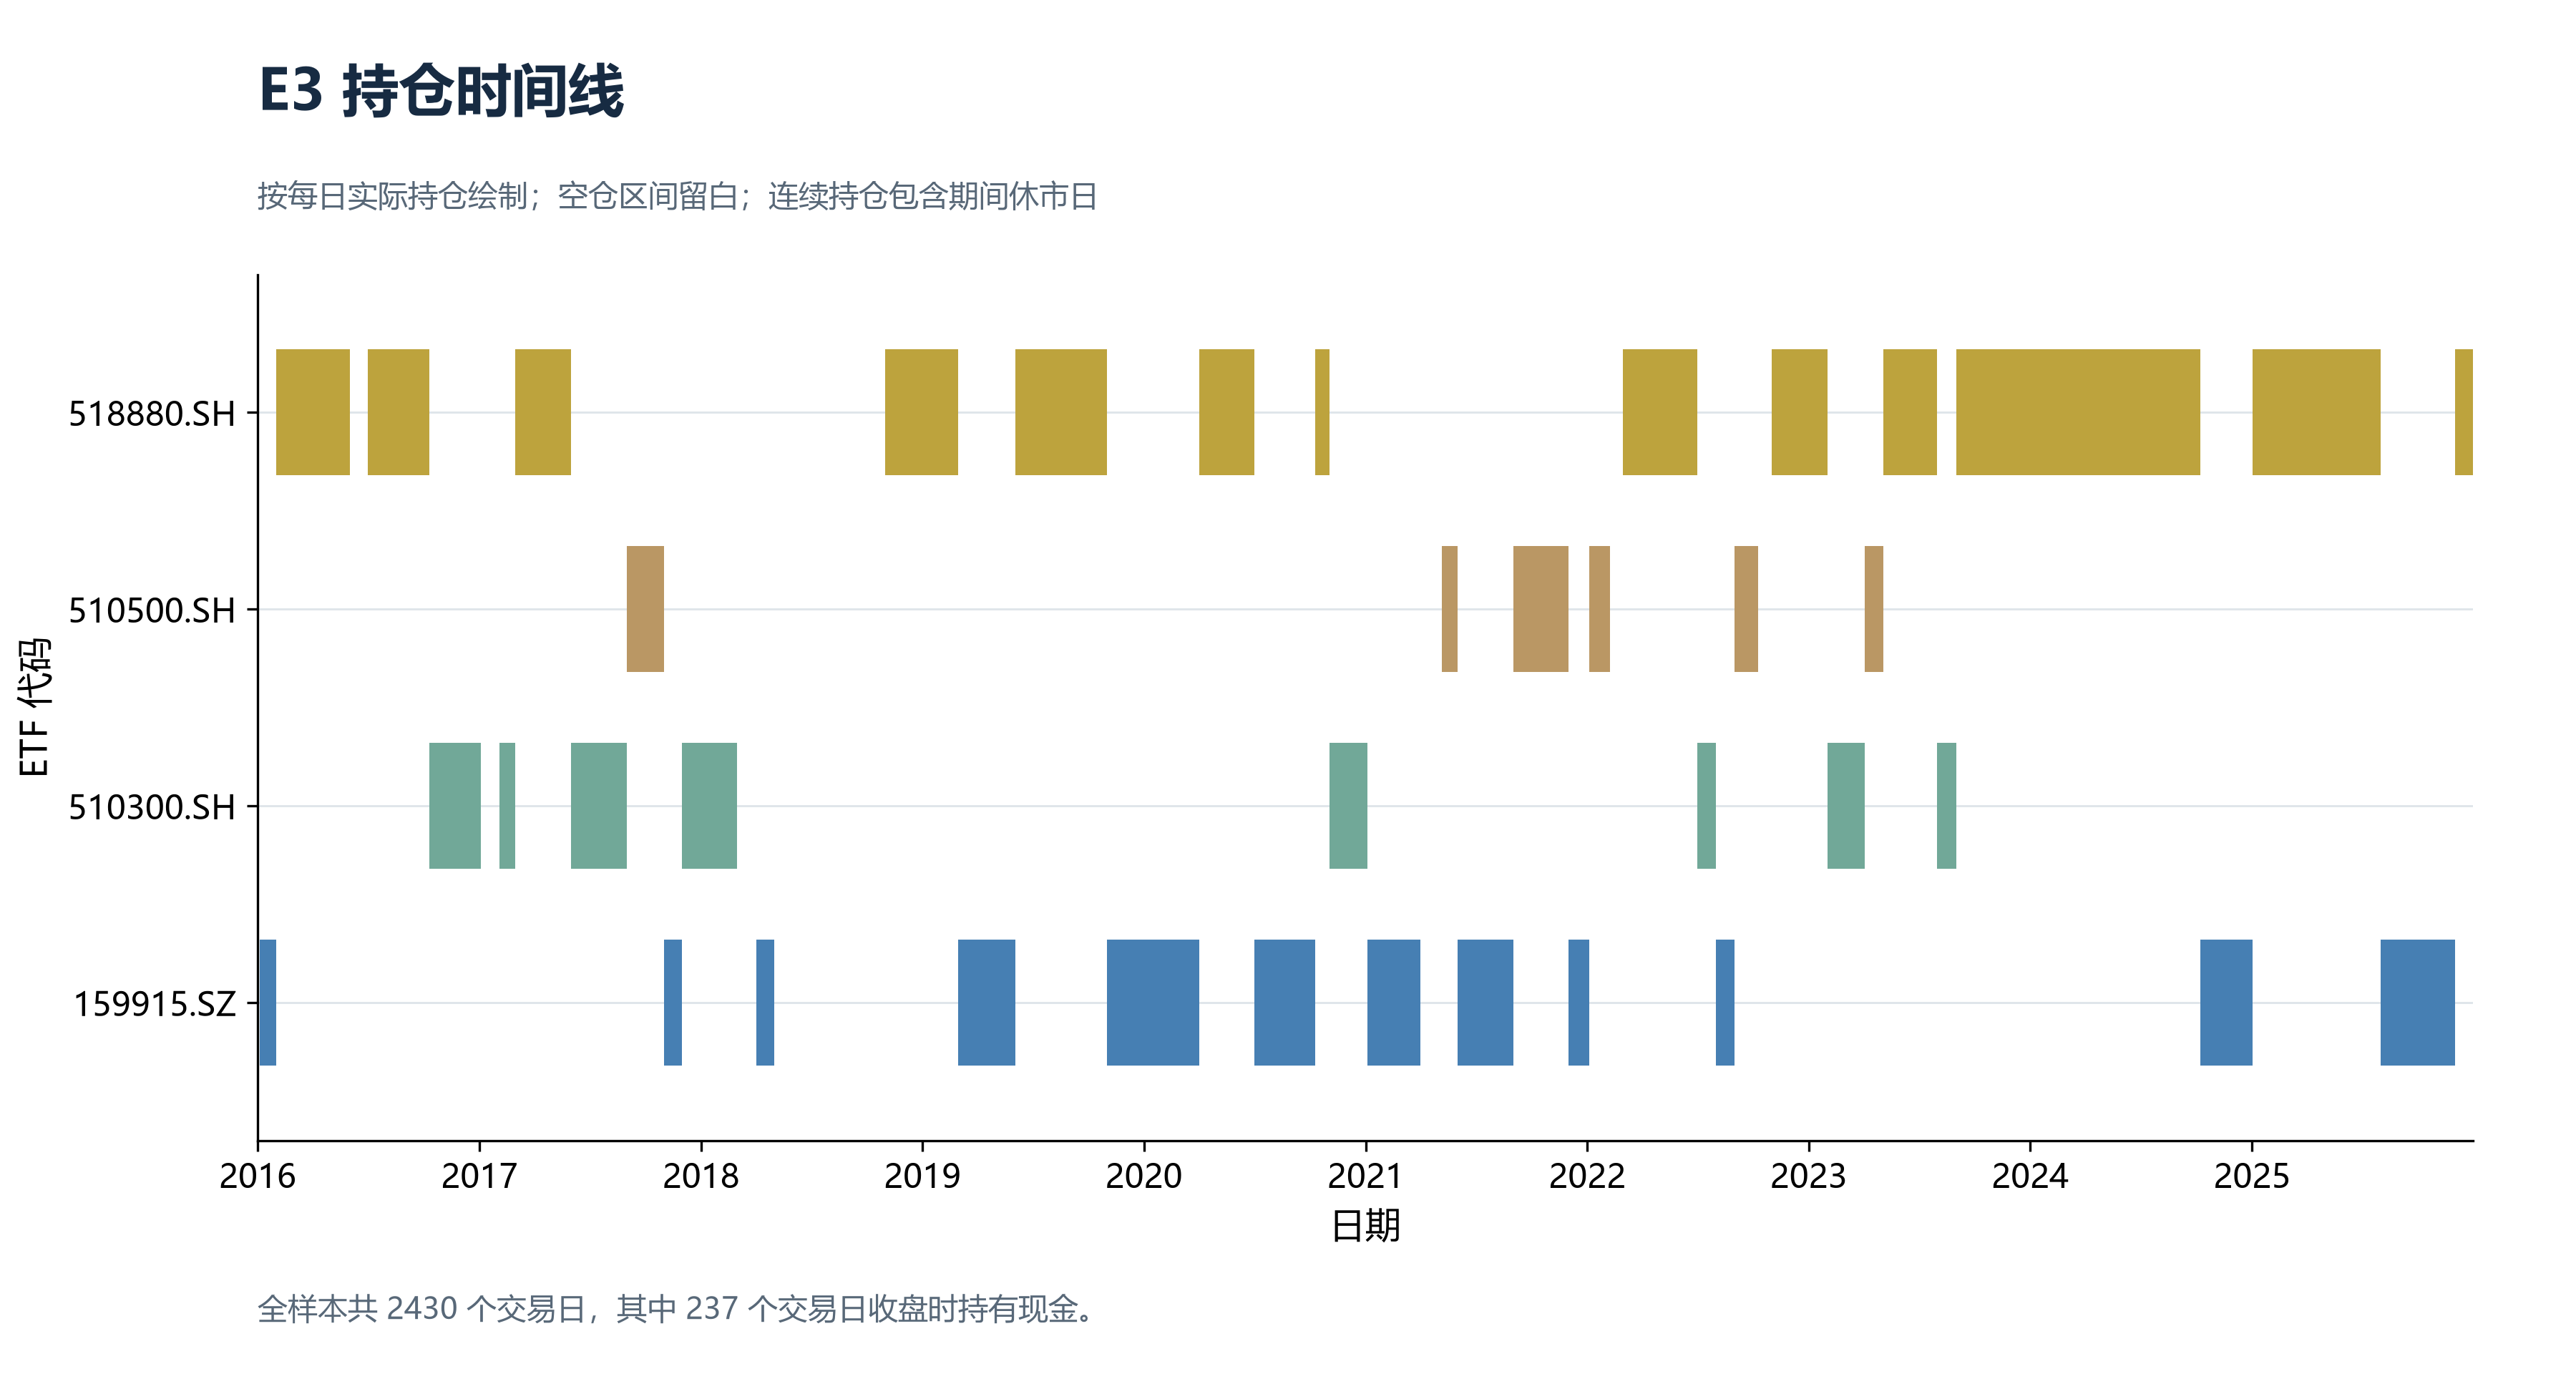 E3 持仓时间线
按每日实际持仓绘制；空仓区间留白；连续持仓包含期间休市日
ETF 代码
518880.SH
510500.SH
510300.SH
159915.SZ
2016 2017 2018 2019 2020 2021 2022 2023 2024 2025
日期
全样本共 2430 个交易日，其中 237 个交易日收盘时持有现金。